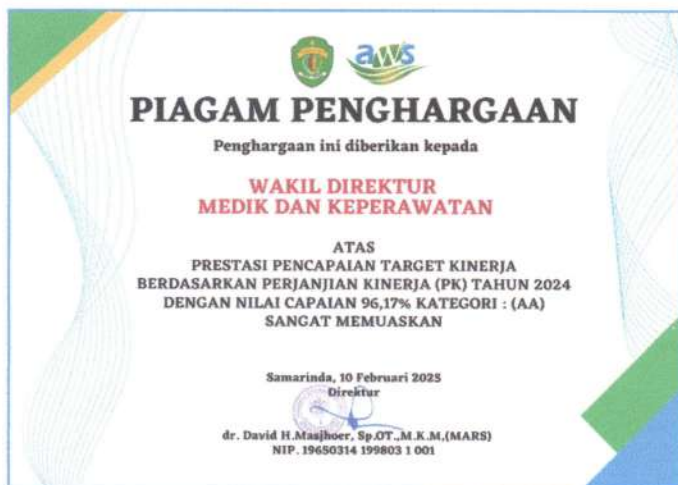 aws
PIAGAM PENGHARGAAN
Penghargaan ini diberikan kepada
WAKIL DIREKTUR
MEDIK DAN KEPERAWATAN
ATAS
PRESTASI PENCAPAIAN TARGET KINERJA
BERDASARKAN PERJANJIAN KINERJA (PK) TAHUN 2024
DENGAN NILAI CAPAIAN 96,17% KATEGORI : (AA)
SANGAT MEMUASKAN
Samarinda, 10 Februari 2025
Direktur
dr. David H.Masjhoer, Sp.OT.,M.K.M,(MARS)
NIP. 19650314 199803 1 001